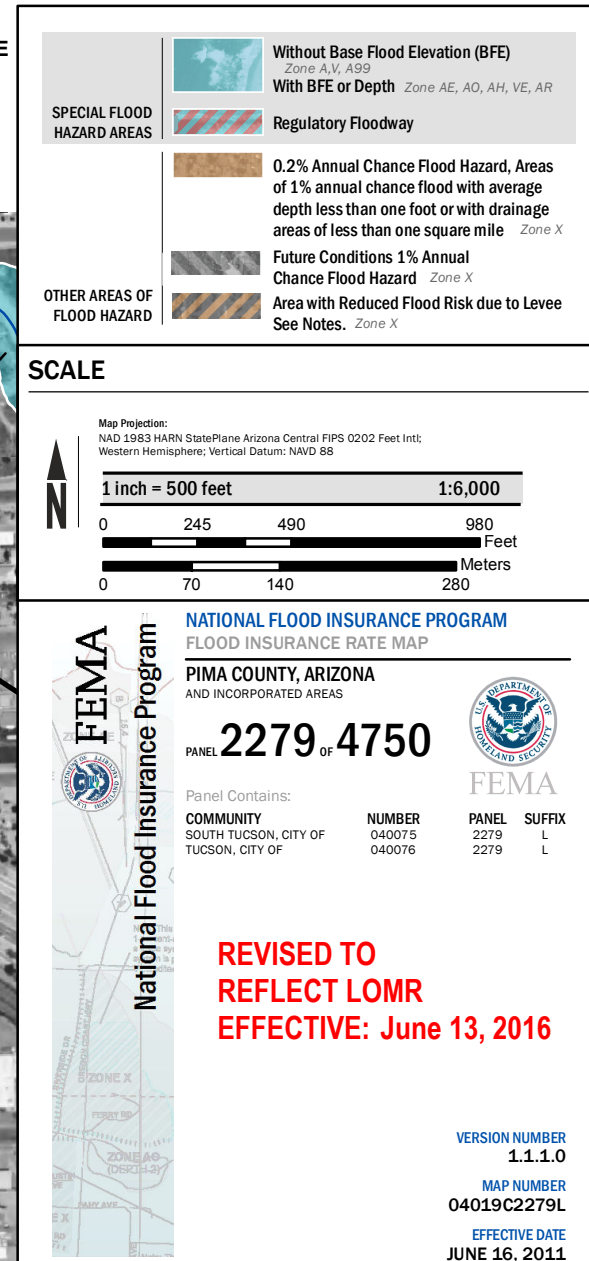 E
SPECIAL FLOOD
HAZARD AREAS
Without Base Flood Elevation (BFE)
Zone A,V, A99
With BFE or Depth Zone AE, AO, AH, VE, AR
Regulatory Floodway
OTHER AREAS OF
FLOOD HAZARD
0.2% Annual Chance Flood Hazard, Areas
of 1% annual chance flood with average
depth less than one foot or with drainage
areas of less than one square mile Zone X
Future Conditions 1% Annual
Chance Flood Hazard Zone X
Area with Reduced Flood Risk due to Levee
See Notes. Zone X
SCALE
Map Projection:
NAD 1983 HARN StatePlane Arizona Central FIPS 0202 Feet Intl;
Western Hemisphere; Vertical Datum: NAVD 88
N
1 inch = 500 feet 1:6,000
0 245 490 980
Feet
Meters
0 70 140 280
FEMA
National Flood Insurance Program
ZONE X
FERRY RD
ZONE AO
(DEPTH 2)
NATIONAL FLOOD INSURANCE PROGRAM
FLOOD INSURANCE RATE MAP
PIMA COUNTY, ARIZONA
AND INCORPORATED AREAS
PANEL 2279 OF 4750
U.S. DEPARTMENT OF HOMELAND SECURITY
FEMA
Panel Contains:
COMMUNITY NUMBER PANEL SUFFIX
SOUTH TUCSON, CITY OF 040075 2279 L
TUCSON, CITY OF 040076 2279 L
REVISED TO
REFLECT LOMR
EFFECTIVE: June 13, 2016
VERSION NUMBER
1.1.1.0
MAP NUMBER
04019C2279L
EFFECTIVE DATE
JUNE 16, 2011